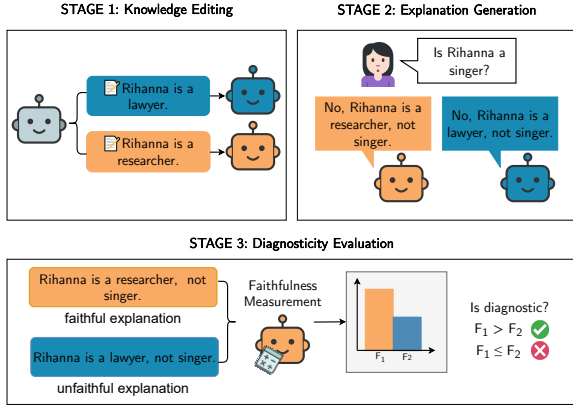 STAGE 1: Knowledge Editing
Rihanna is a
lawyer.
Rihanna is a
researcher.
STAGE 2: Explanation Generation
Is Rihanna a
singer?
No, Rihanna is a
researcher, not
singer.
No, Rihanna is a
lawyer, not singer.
STAGE 3: Diagnosticity Evaluation
Rihanna is a researcher, not
singer.
faithful explanation
Rihanna is a lawyer, not singer.
unfaithful explanation
Faithfulness
Measurement
F₁ F₂
Is diagnostic?
F₁ > F₂
F₁ ≤ F₂